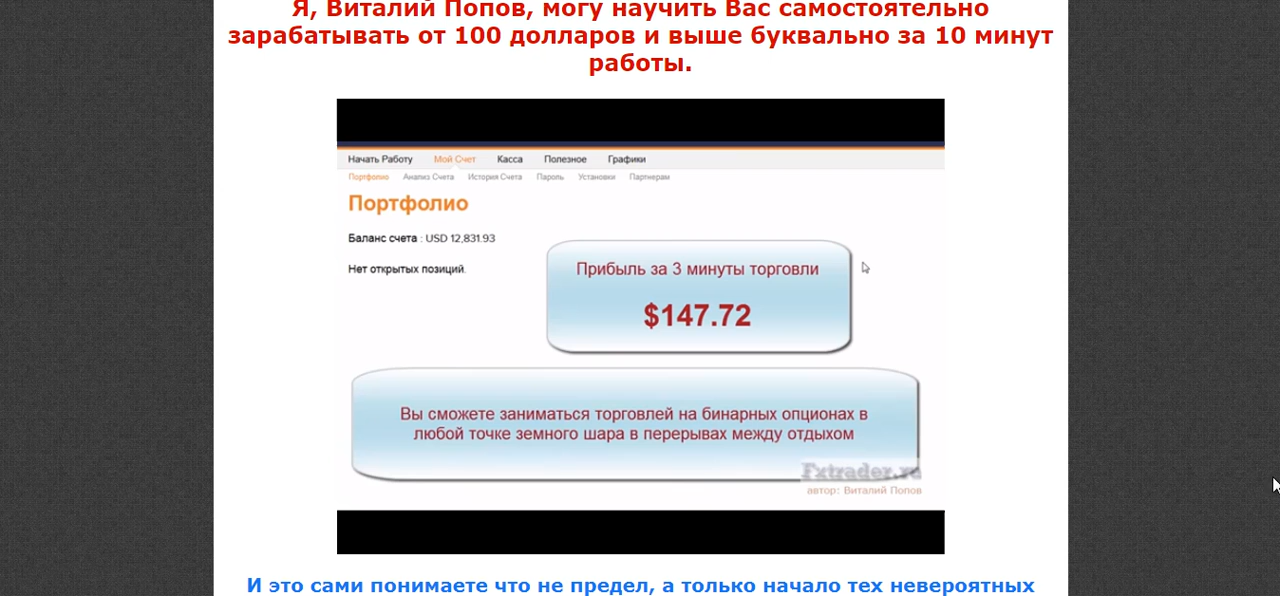 Я, Виталий Попов, могу научить Вас самостоятельно
зарабатывать от 100 долларов и выше буквально за 10 минут
работы.
Начать Работу Мой Счет Касса Полезное Графики
Портфолио Анализ Счета История Счета Пароль Установки Партнерам
Портфолио
Баланс счета : USD 12,831.93
Нет открытых позиций.
Прибыль за 3 минуты торговли
$147.72
Вы сможете заниматься торговлей на бинарных опционах в
любой точке земного шара в перерывах между отдыхом
Fxtrader.ru
автор: Виталий Попов
И это сами понимаете что не предел, а только начало тех невероятных